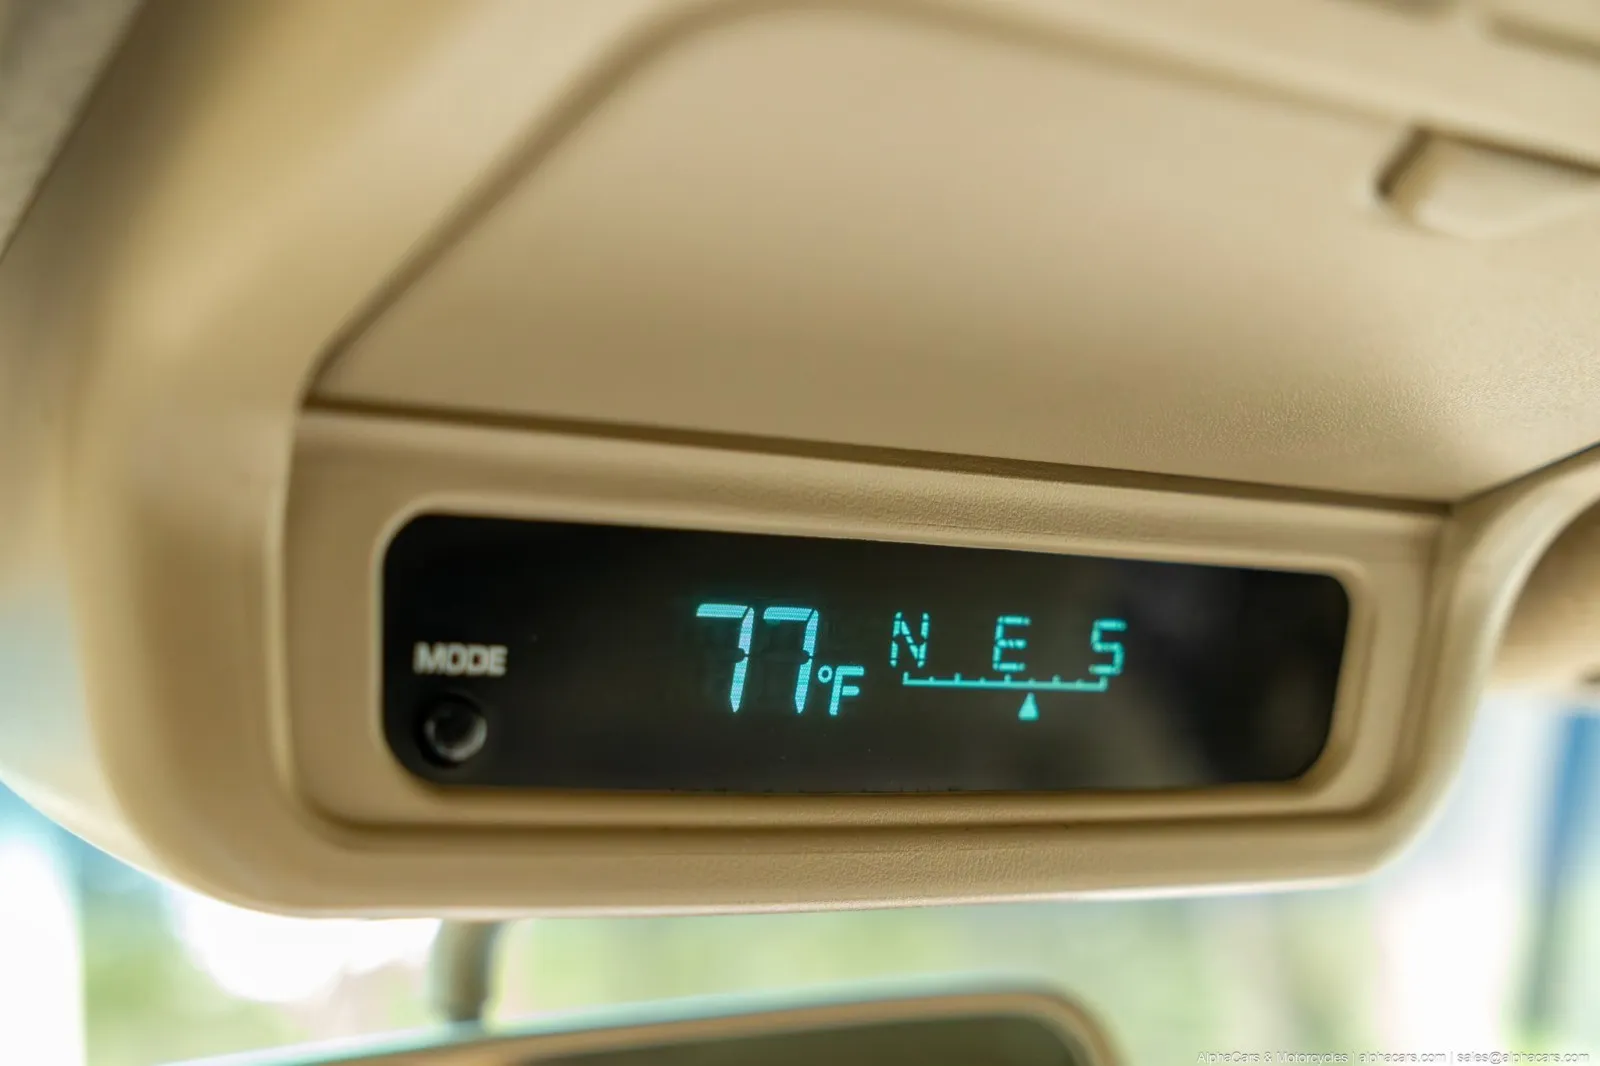 MODE
77°F N E S
AlphaCars & Motorcycles | alphacars.com | sales@alphacars.com